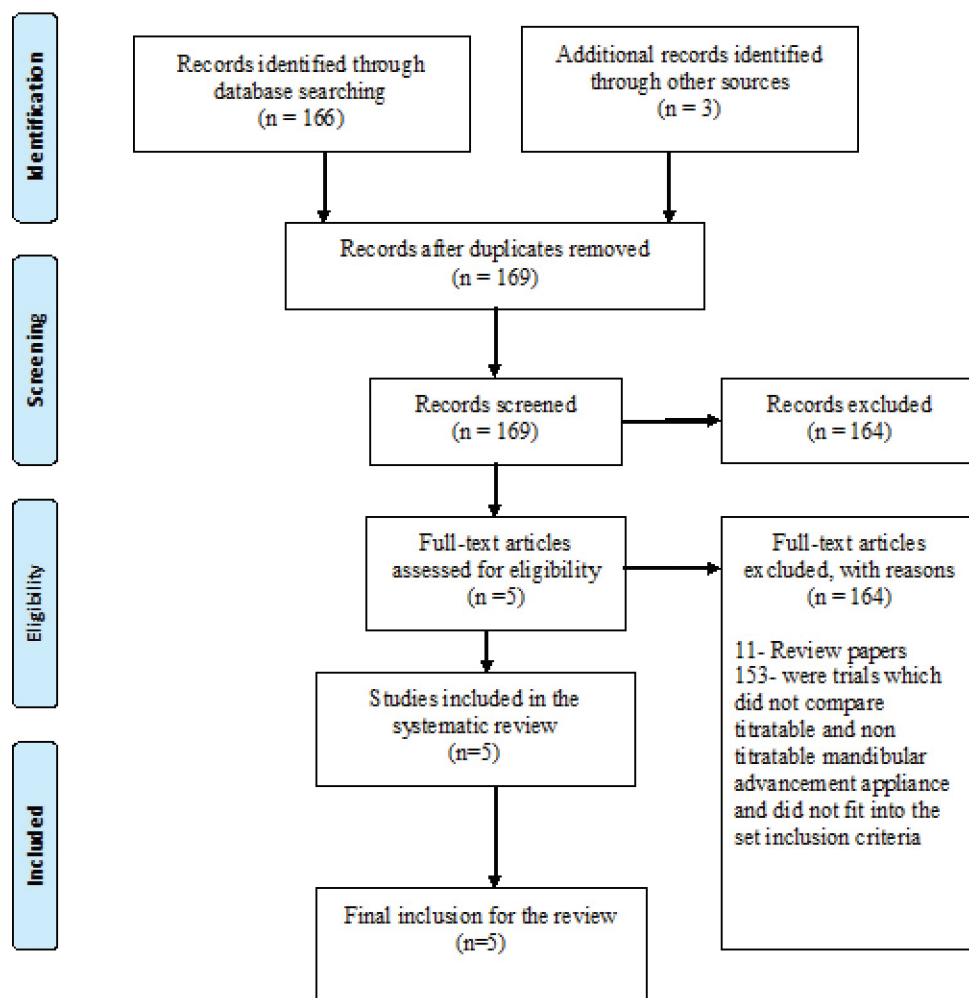 Identification
Records identified through
database searching
(n = 166)
Additional records identified
through other sources
(n = 3)
Records after duplicates removed
(n = 169)
Screening
Records screened
(n = 169)
Records excluded
(n = 164)
Eligibility
Full-text articles
assessed for eligibility
(n =5)
Full-text articles
excluded, with reasons
(n = 164)
11- Review papers
153- were trials which
did not compare
titratable and non
titratable mandibular
advancement appliance
and did not fit into the
set inclusion criteria
Studies included in the
systematic review
(n=5)
Included
Final inclusion for the review
(n=5)